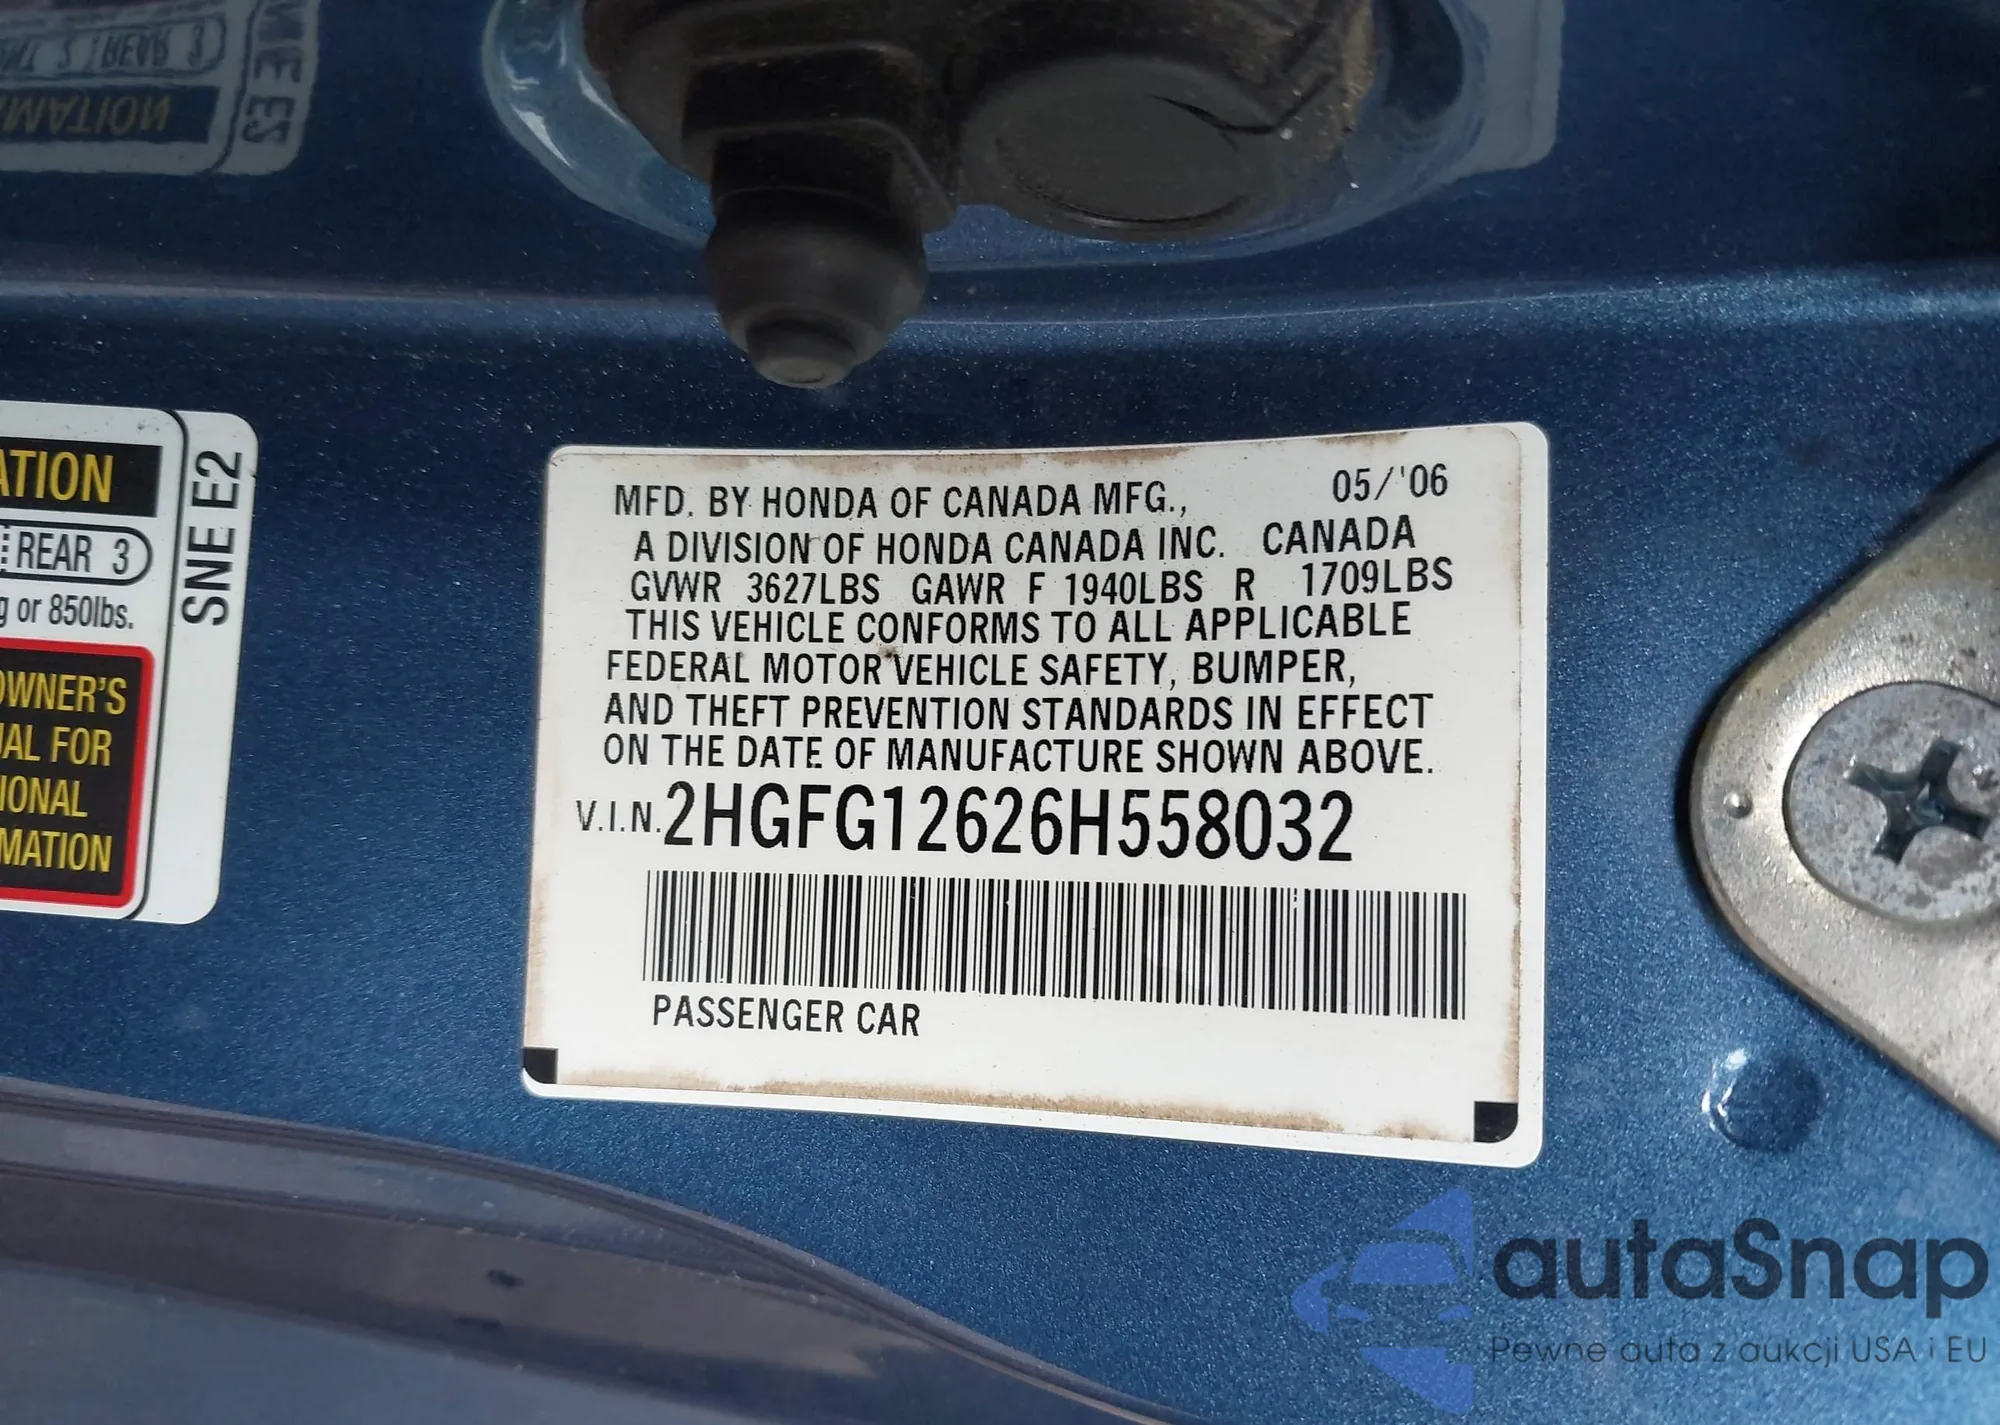 ATION
REAR 3
g or 850lbs.
OWNER'S
UAL FOR
IONAL
MATION
SNE E2
MFD. BY HONDA OF CANADA MFG., 05/'06
A DIVISION OF HONDA CANADA INC. CANADA
GVWR 3627LBS GAWR F 1940LBS R 1709LBS
THIS VEHICLE CONFORMS TO ALL APPLICABLE
FEDERAL MOTOR VEHICLE SAFETY, BUMPER,
AND THEFT PREVENTION STANDARDS IN EFFECT
ON THE DATE OF MANUFACTURE SHOWN ABOVE.
V.I.N. 2HGFG12626H558032
PASSENGER CAR
autaSnap
Pewne auta z aukcji USA i EU